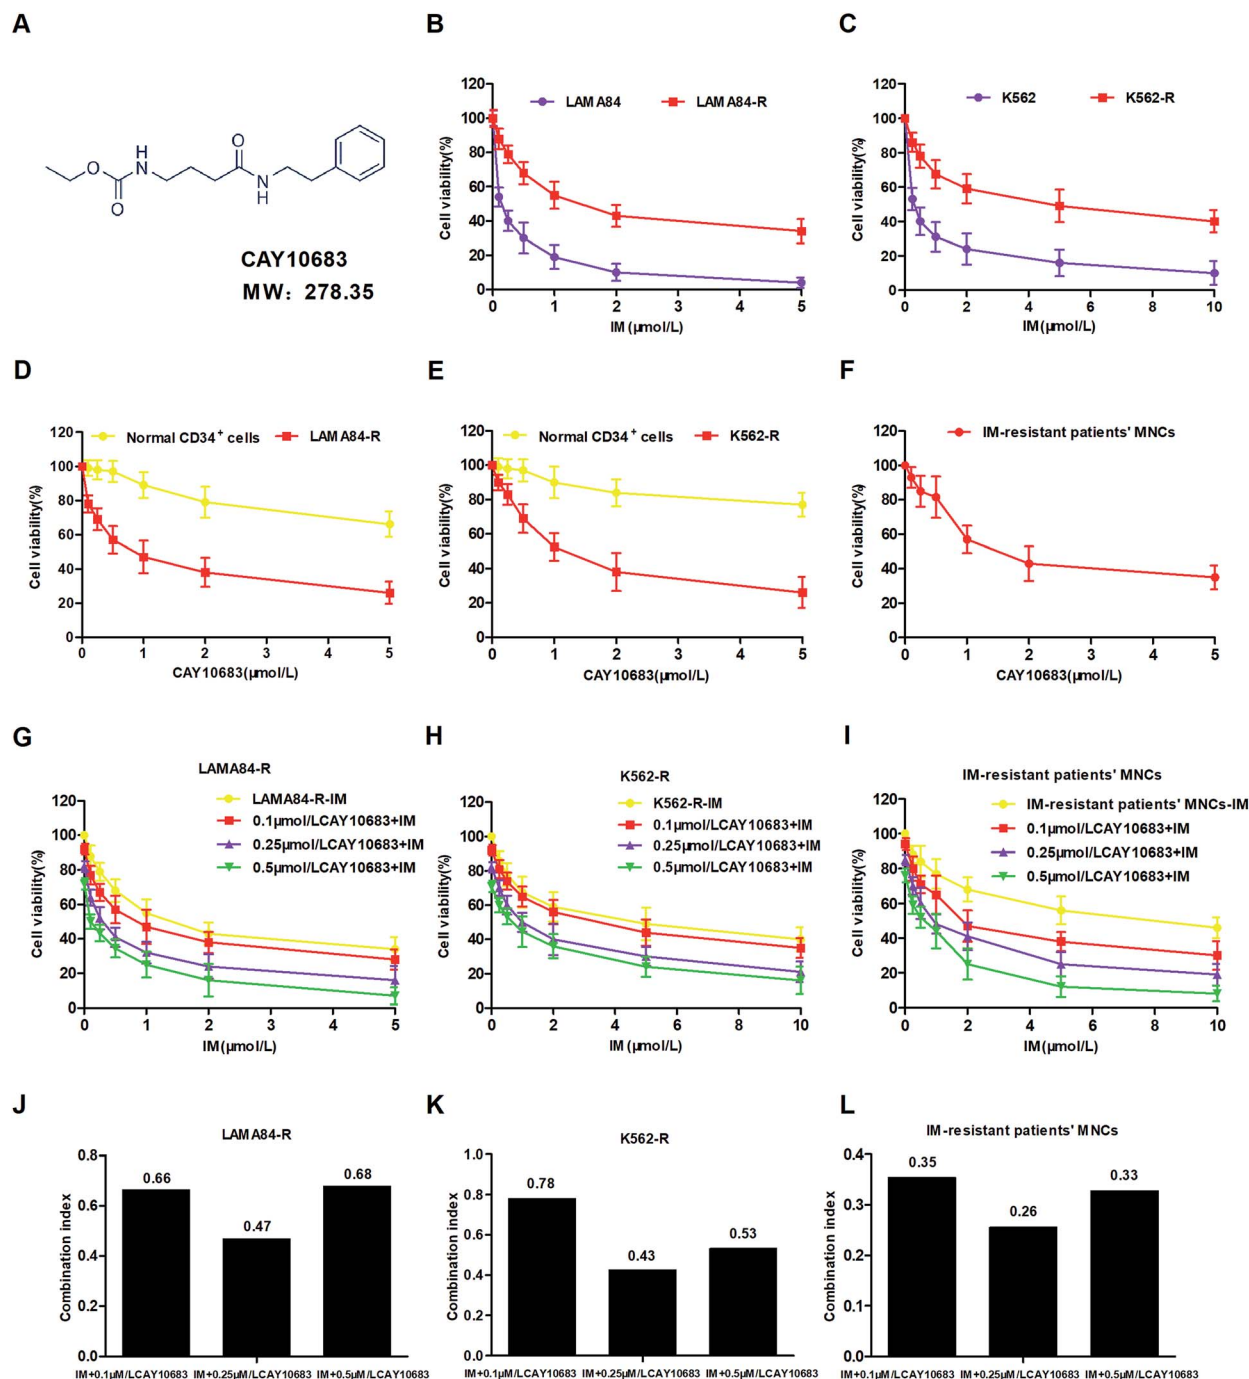 A
H
N
O
O
O
N
H
CAY10683
MW: 278.35
B
LAMA84
LAMA84-R
Cell viability(%)
120
100
80
60
40
20
0
0 1 2 3 4 5
IM (µmol/L)
C
K562
K562-R
Cell viability(%)
120
100
80
60
40
20
0
0 2 4 6 8 10
IM(µmol/L)
D
Normal CD34+ cells
LAMA84-R
Cell viability(%)
120
100
80
60
40
20
0
0 1 2 3 4 5
CAY10683(µmol/L)
E
Normal CD34+ cells
K562-R
Cell viability(%)
120
100
80
60
40
20
0
0 1 2 3 4 5
CAY10683(µmol/L)
F
IM-resistant patients' MNCs
Cell viability(%)
120
100
80
60
40
20
0
0 1 2 3 4 5
CAY10683(µmol/L)
G
LAMA84-R
LAMA84-R-IM
0.1µmol/LCAY10683+IM
0.25µmol/LCAY10683+IM
0.5µmol/LCAY10683+IM
Cell viability(%)
120
100
80
60
40
20
0
0 1 2 3 4 5
IM(µmol/L)
H
K562-R
K562-R-IM
0.1µmol/LCAY10683+IM
0.25µmol/LCAY10683+IM
0.5µmol/LCAY10683+IM
Cell viability(%)
120
100
80
60
40
20
0
0 2 4 6 8 10
IM (µmol/L)
I
IM-resistant patients' MNCs
IM-resistant patients' MNCs-IM
0.1µmol/LCAY10683+IM
0.25µmol/LCAY10683+IM
0.5µmol/LCAY10683+IM
Cell viability(%)
120
100
80
60
40
20
0
0 2 4 6 8 10
IM(µmol/L)
J
LAMA84-R
Combination index
0.8
0.6
0.4
0.2
0.0
0.66
0.47
0.68
IM+0.1µM/LCAY10683 IM+0.25µM/LCAY10683 IM+0.5µM/LCAY10683
K
K562-R
Combination index
1.0
0.8
0.6
0.4
0.2
0.0
0.78
0.43
0.53
IM+0.1µM/LCAY10683 IM+0.25µM/LCAY10683 IM+0.5µM/LCAY10683
L
IM-resistant patients' MNCs
Combination index
0.4
0.3
0.2
0.1
0.0
0.35
0.26
0.33
IM+0.1µM/LCAY10683 IM+0.25µM/LCAY10683 IM+0.5µM/LCAY10683